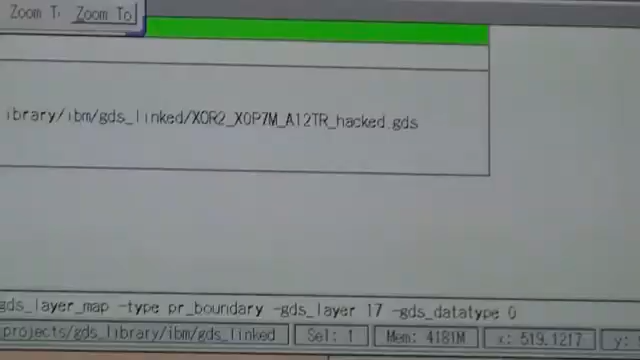 Zoom T Zoom To
ibrary/ibm/gds_linked/XOR2_X0P7M_A12TR_hacked.gds
gds_layer_map -type pr_boundary -gds_layer 17 -gds_datatype 0
projects/gds_library/ibm/gds_linked Sel: 1 Mem: 4181M x: 519.1217 y: